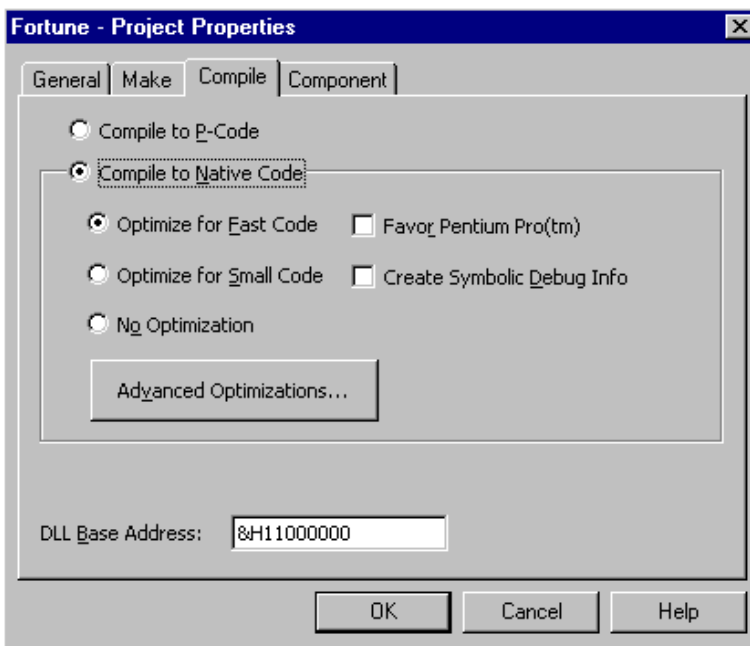 Fortune - Project Properties
General Make Compile Component
Compile to P-Code
Compile to Native Code
Optimize for Fast Code Favor Pentium Pro(tm)
Optimize for Small Code Create Symbolic Debug Info
No Optimization
Advanced Optimizations...
DLL Base Address: &H11000000
OK Cancel Help